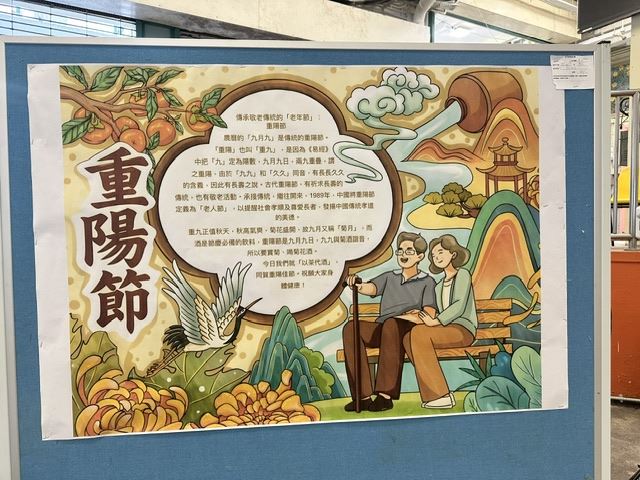 重陽節
傳承敬老傳統的「老年節」：
重陽節
農曆的「九月九」是傳統的重陽節。
「重陽」也叫「重九」，是因為《易經》
中把「九」定為陽數，九月九日，兩九重疊，謂
之重陽，由於「九九」和「久久」同音，有長長久久
的含義，因此有長壽之說。古代重陽節，有祈求長壽的
傳統，也有敬老活動。承接傳統，繼往開來，1989年，中國將重陽節
定義為「老人節」，以提醒社會孝順及尊愛長者，發揚中國傳統孝道
的美德。
重九正值秋天，秋高氣爽，菊花盛開，故九月又稱「菊月」，而
酒是節慶必備的飲料，重陽節是九月九日，九九與菊酒諧音，
所以要賞菊、喝菊花酒。
今日我們就「以茶代酒」，
同賀重陽佳節。祝願大家身
體健康！